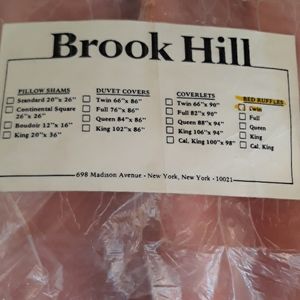 Brook Hill
PILLOW SHAMS
Standard 20"x 26"
Continental Square
26"x 26"
Boudoir 12"x 16"
King 20"x 36"
DUVET COVERS
Twin 66"x 86"
Full 76"x 86"
Queen 84"x 86"
King 102"x 86"
COVERLETS
Twin 66"x 90"
Full 82"x 90"
Queen 88"x 94"
King 106"x 94"
Cal. King 100"x 98"
BED RUFFLES
Twin
Full
Queen
King
Cal. King
698 Madison Avenue - New York, New York - 10021